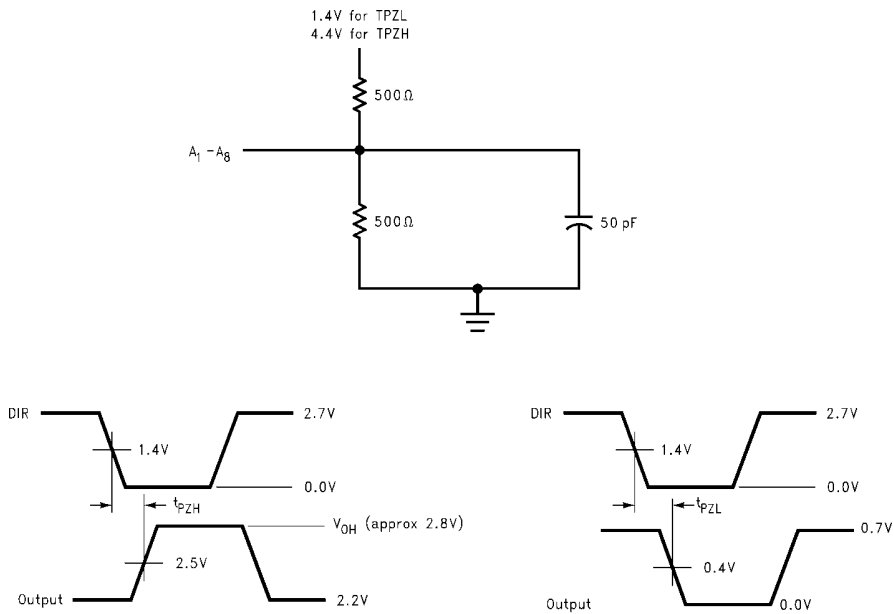 1.4V for TPZL
4.4V for TPZH
500Ω
A₁ –A₈
500Ω
50 pF
DIR
2.7V
1.4V
0.0V
tPZH
VOH (approx 2.8V)
2.5V
Output
2.2V
DIR
2.7V
1.4V
0.0V
tPZL
0.7V
0.4V
Output
0.0V